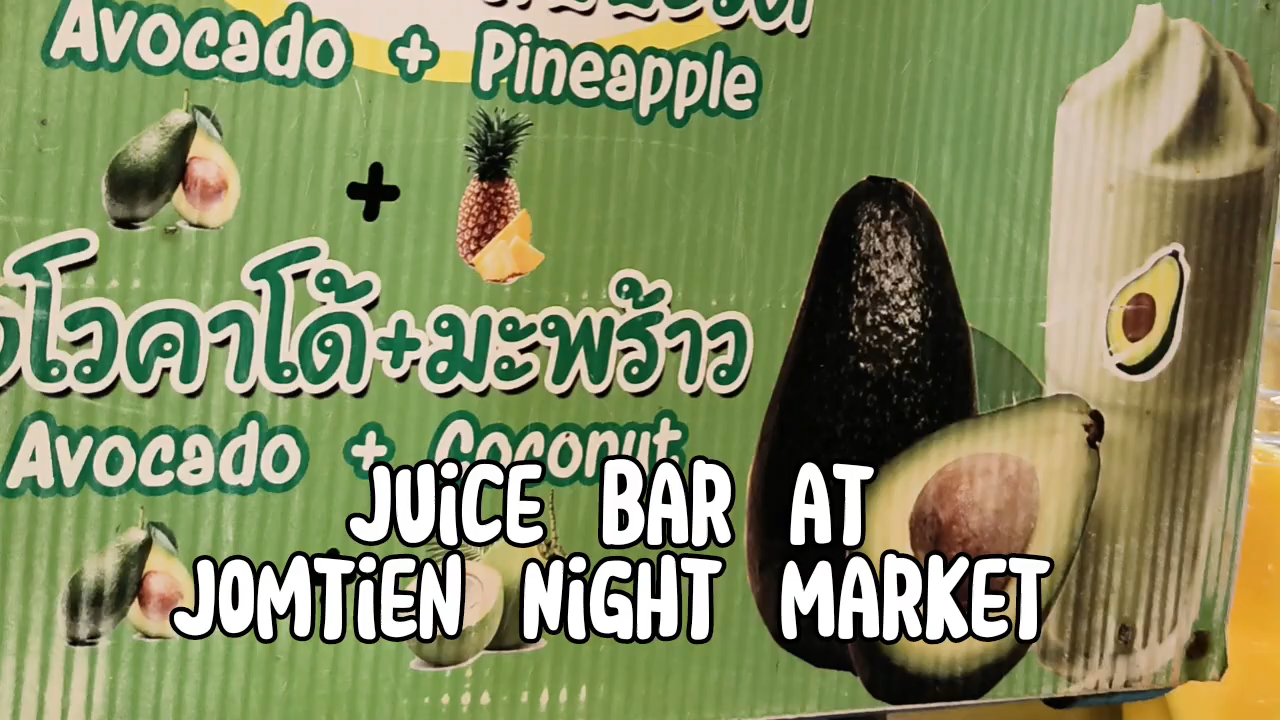 Avocado + Pineapple
อโวคาโด้+มะพร้าว
Avocado + Coconut
JUICE BAR AT
JOMTIEN NIGHT MARKET